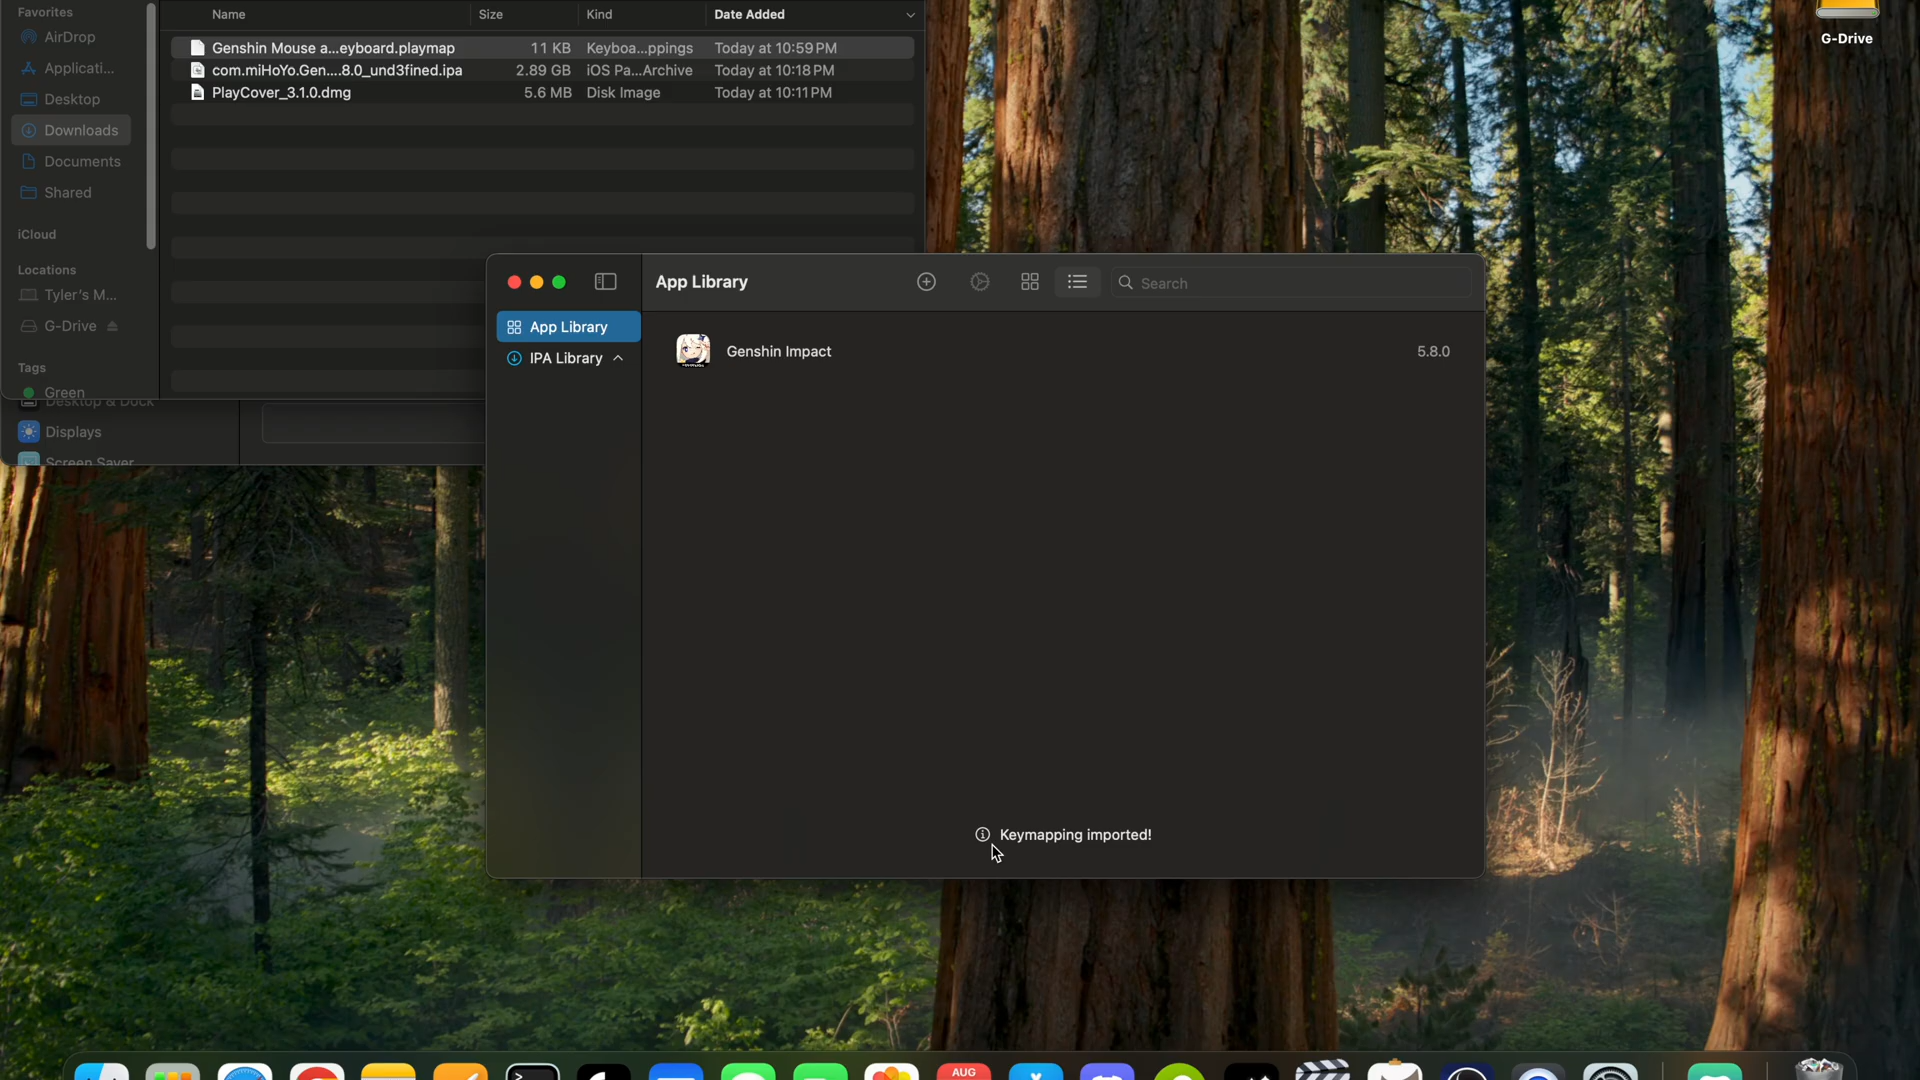 Favorites
AirDrop
Applicati...
Desktop
Downloads
Documents
Shared
iCloud
Locations
Tyler's M...
G-Drive
Tags
Green
Name Size Kind Date Added
Genshin Mouse a...eyboard.playmap 11 KB Keyboa...ppings Today at 10:59 PM
com.miHoYo.Gen....8.0_und3fined.ipa 2.89 GB iOS Pa...Archive Today at 10:18 PM
PlayCover_3.1.0.dmg 5.6 MB Disk Image Today at 10:11 PM
G-Drive
Desktop & Dock
Displays
Screen Saver
App Library
Search
App Library
IPA Library
Genshin Impact 5.8.0
Keymapping imported!
AUG